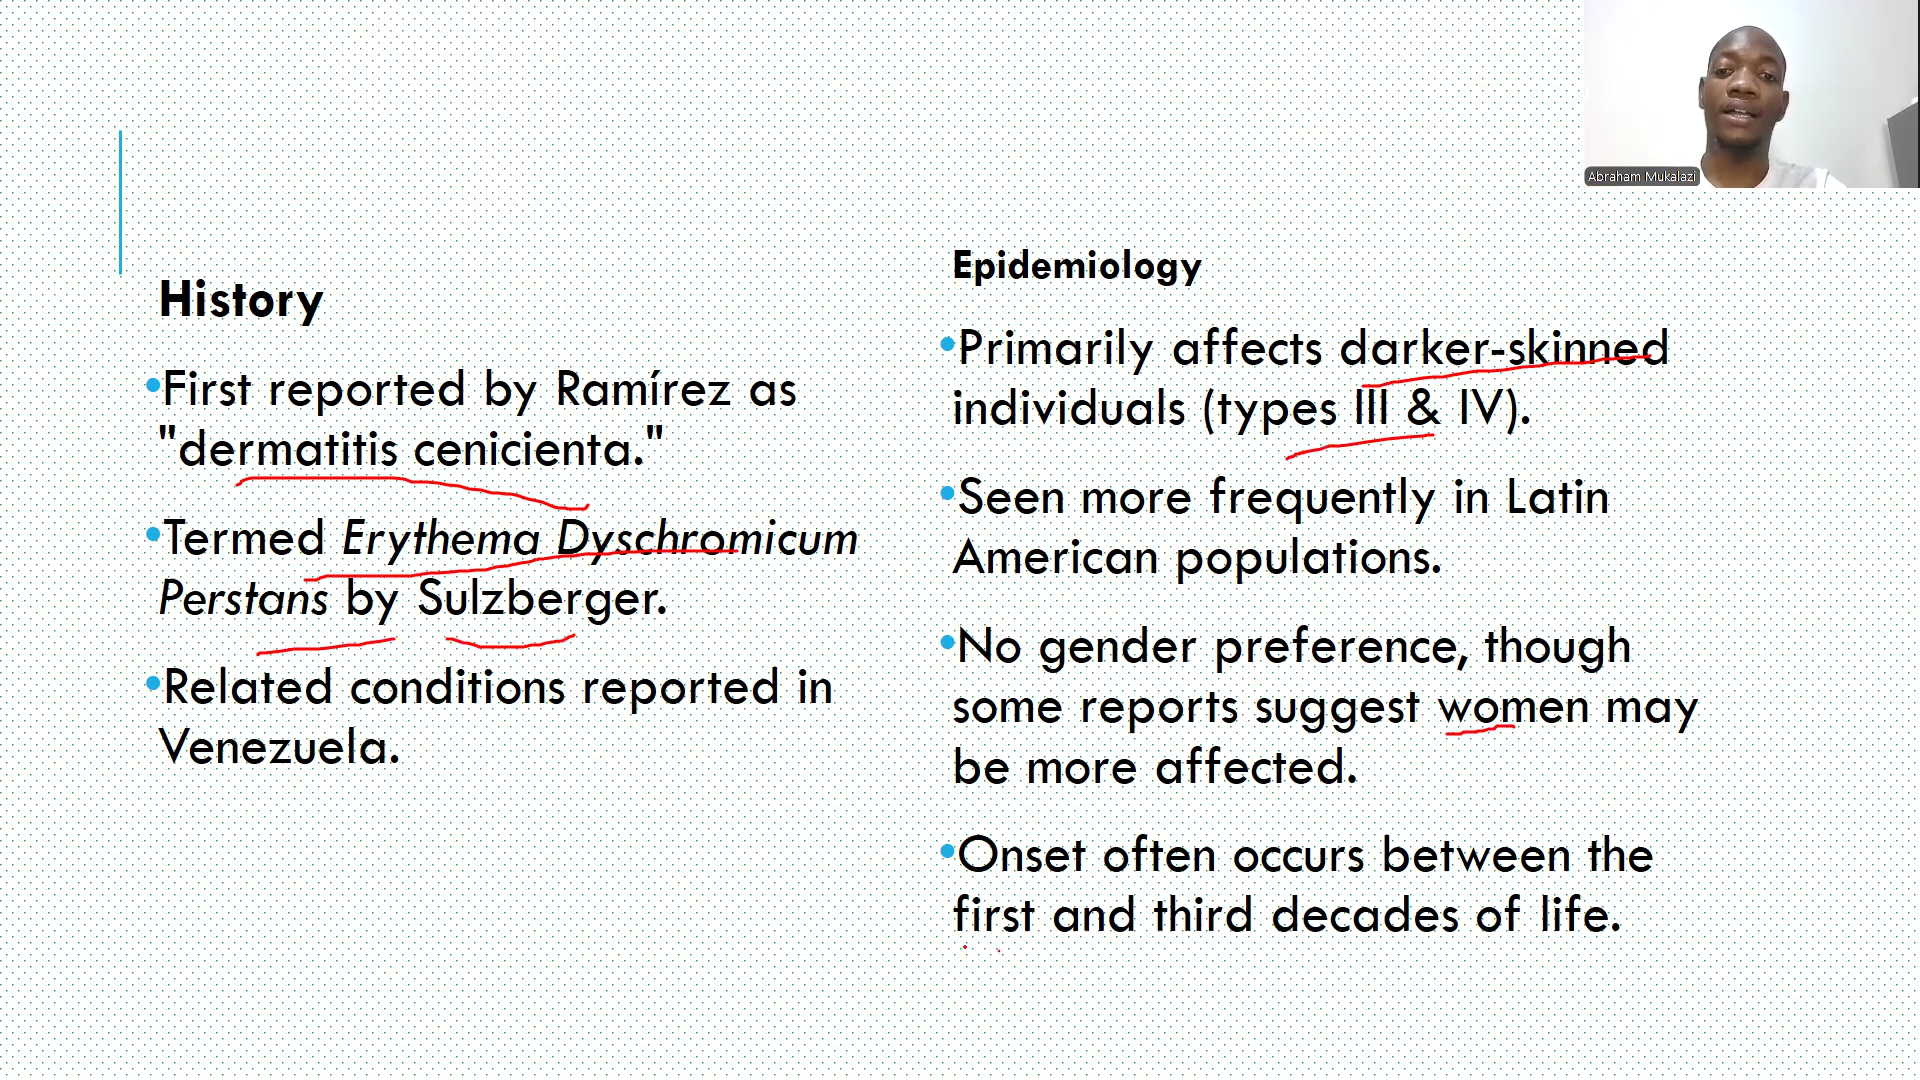 Abraham Mukalazi
History
•First reported by Ramírez as
"dermatitis cenicienta."
•Termed Erythema Dyschromicum
Perstans by Sulzberger.
•Related conditions reported in
Venezuela.
Epidemiology
•Primarily affects darker-skinned
individuals (types III & IV).
•Seen more frequently in Latin
American populations.
•No gender preference, though
some reports suggest women may
be more affected.
•Onset often occurs between the
first and third decades of life.